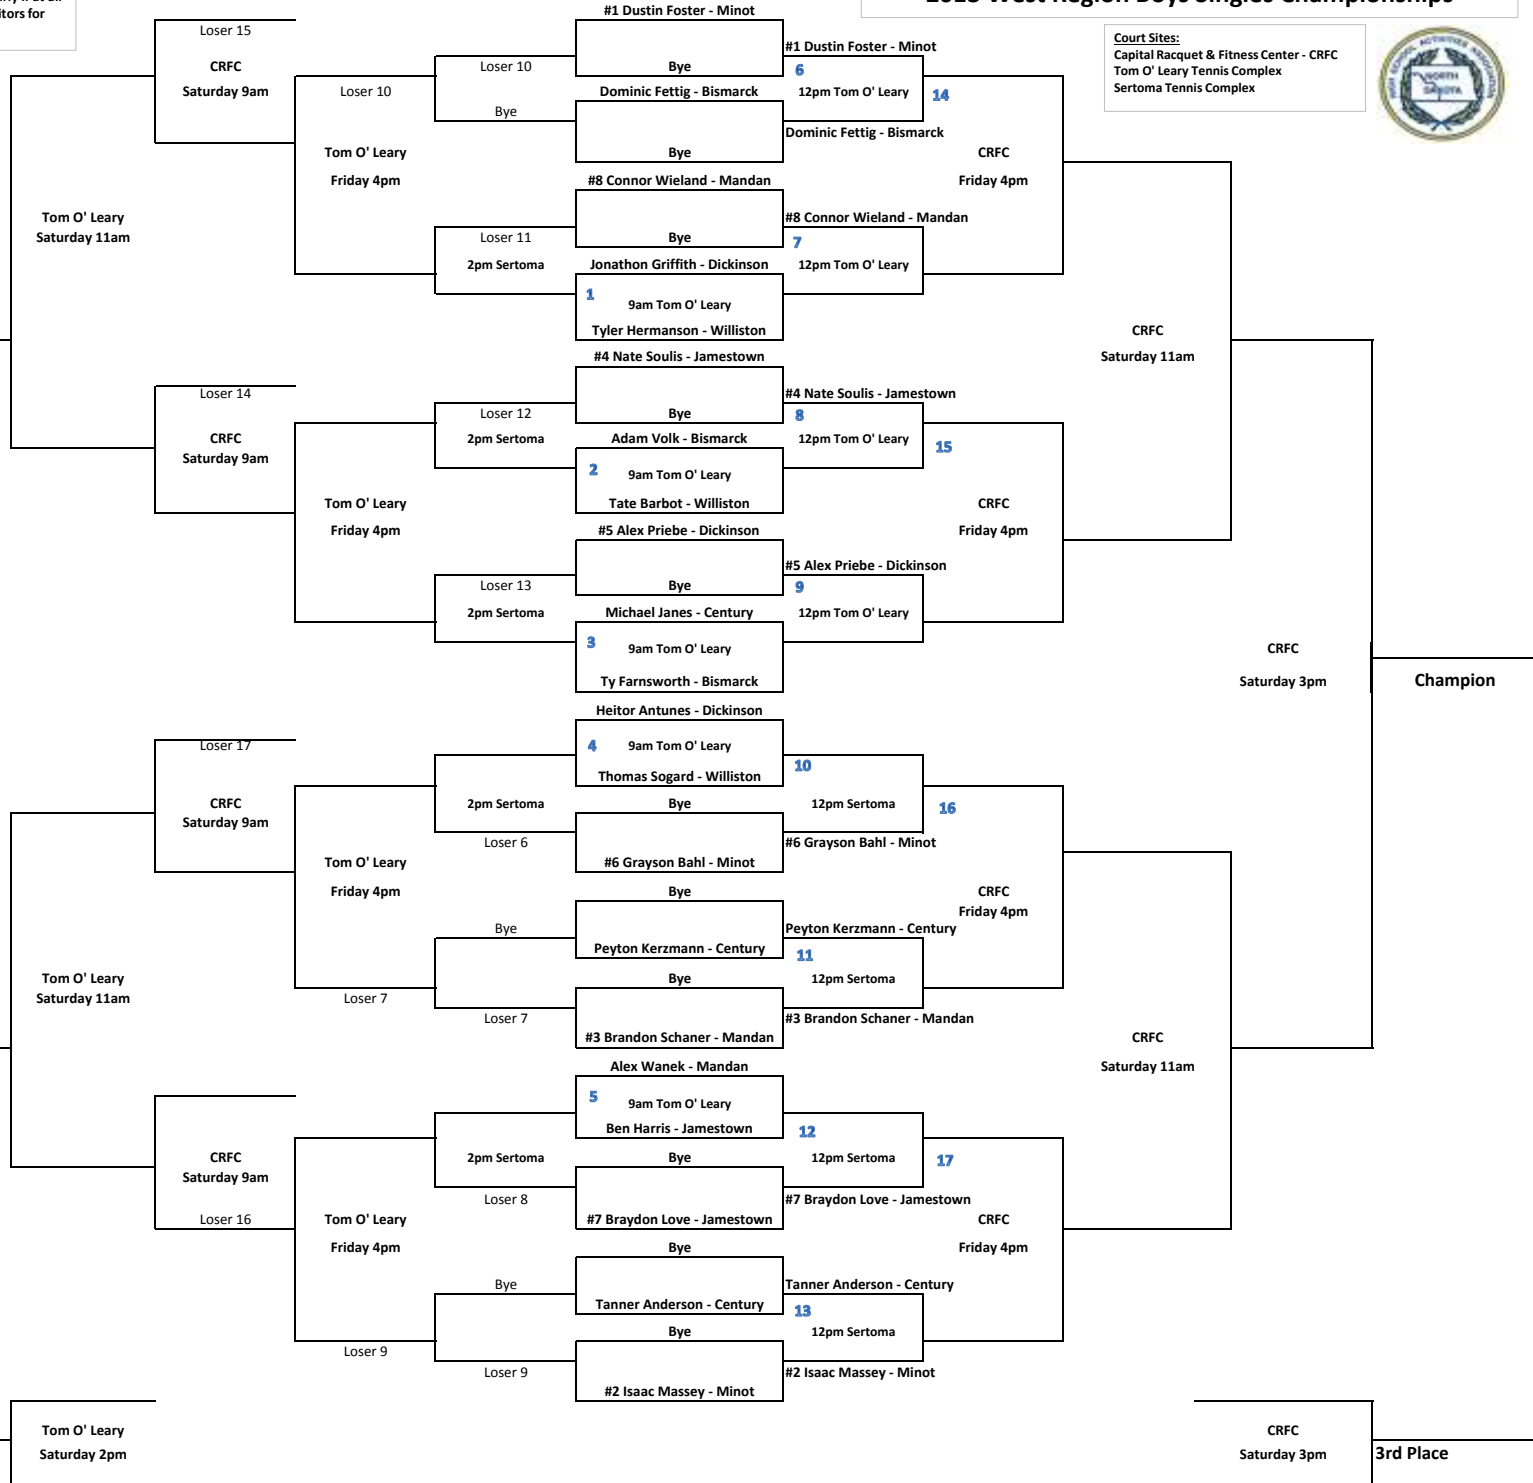 itors for
2023 West Region Boys Singles Championships
Court Sites:
Capital Racquet & Fitness Center - CRFC
Tom O' Leary Tennis Complex
Sertoma Tennis Complex
NORTH
DAKOTA
Loser 15
CRFC
Saturday 9am
Loser 10
Loser 10
Bye
Tom O' Leary
Friday 4pm
Tom O' Leary
Saturday 11am
Loser 11
2pm Sertoma
#1 Dustin Foster - Minot
Bye
Dominic Fettig - Bismarck
Bye
#8 Connor Wieland - Mandan
Bye
Jonathon Griffith - Dickinson
1
9am Tom O' Leary
Tyler Hermanson - Williston
#1 Dustin Foster - Minot
6
12pm Tom O' Leary
Dominic Fettig - Bismarck
14
CRFC
Friday 4pm
#8 Connor Wieland - Mandan
7
12pm Tom O' Leary
CRFC
Saturday 11am
Loser 14
CRFC
Saturday 9am
Loser 12
2pm Sertoma
Tom O' Leary
Friday 4pm
Loser 13
2pm Sertoma
#4 Nate Soulis - Jamestown
Bye
Adam Volk - Bismarck
2
9am Tom O' Leary
Tate Barbot - Williston
#5 Alex Priebe - Dickinson
Bye
Michael Janes - Century
3
9am Tom O' Leary
Ty Farnsworth - Bismarck
#4 Nate Soulis - Jamestown
8
12pm Tom O' Leary
15
CRFC
Friday 4pm
#5 Alex Priebe - Dickinson
9
12pm Tom O' Leary
CRFC
Saturday 3pm
Champion
Loser 17
CRFC
Saturday 9am
2pm Sertoma
Loser 6
Tom O' Leary
Friday 4pm
Bye
Loser 7
Loser 7
Tom O' Leary
Saturday 11am
Heitor Antunes - Dickinson
4
9am Tom O' Leary
Thomas Sogard - Williston
Bye
#6 Grayson Bahl - Minot
Bye
Peyton Kerzmann - Century
Bye
#3 Brandon Schaner - Mandan
10
12pm Sertoma
#6 Grayson Bahl - Minot
16
CRFC
Friday 4pm
Peyton Kerzmann - Century
11
12pm Sertoma
#3 Brandon Schaner - Mandan
CRFC
Saturday 11am
CRFC
Saturday 9am
Loser 16
2pm Sertoma
Loser 8
Tom O' Leary
Friday 4pm
Bye
Loser 9
Loser 9
Alex Wanek - Mandan
5
9am Tom O' Leary
Ben Harris - Jamestown
Bye
#7 Braydon Love - Jamestown
Bye
Tanner Anderson - Century
Bye
#2 Isaac Massey - Minot
12
12pm Sertoma
#7 Braydon Love - Jamestown
17
CRFC
Friday 4pm
Tanner Anderson - Century
13
12pm Sertoma
#2 Isaac Massey - Minot
Tom O' Leary
Saturday 2pm
CRFC
Saturday 3pm
3rd Place